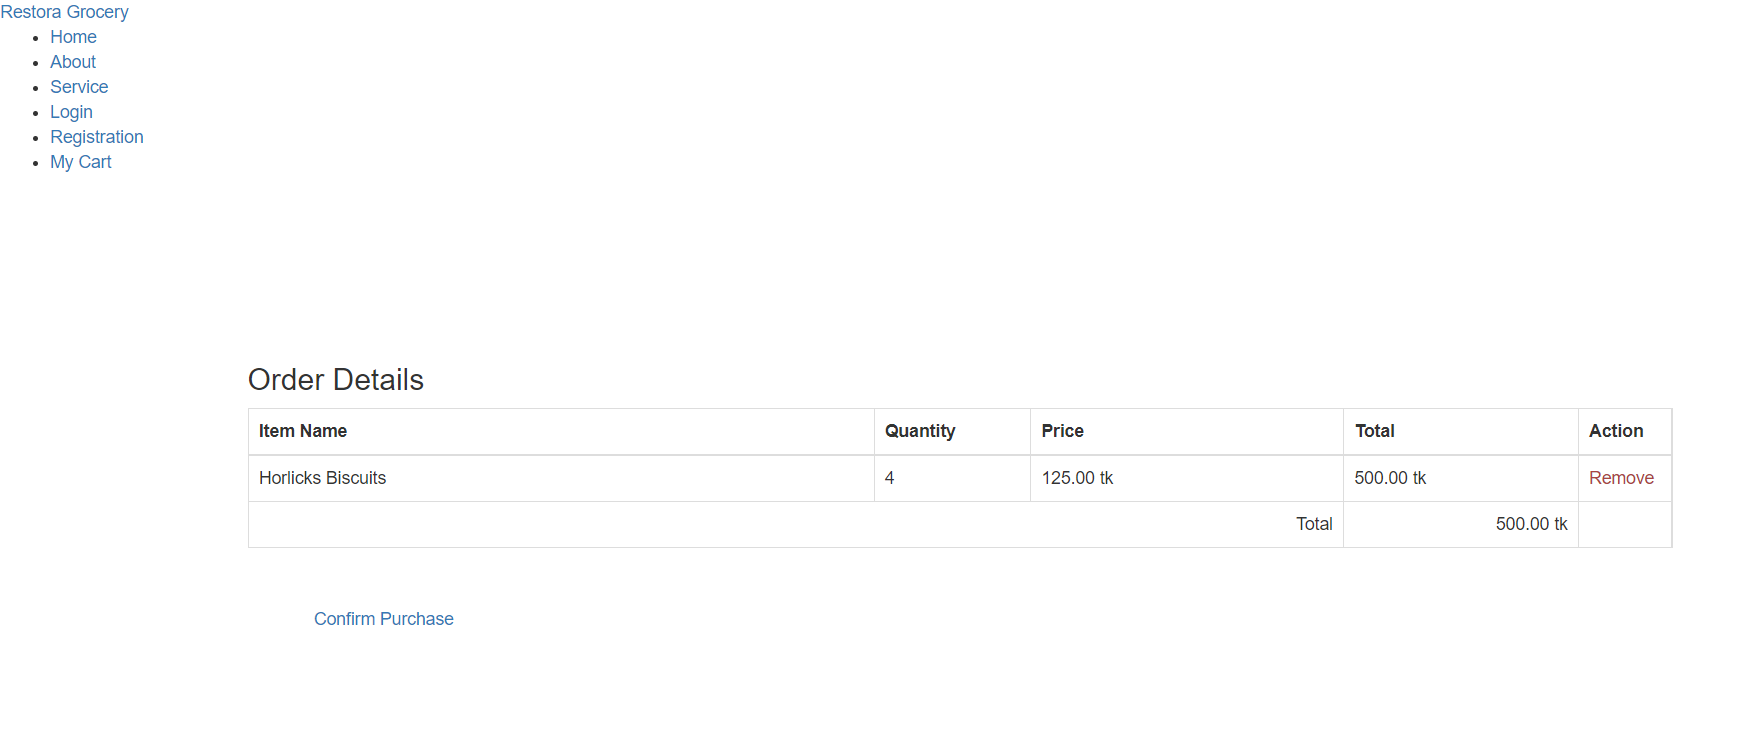 Restora Grocery
Home
About
Service
Login
Registration
My Cart
Order Details
Item Name Quantity Price Total Action
Horlicks Biscuits 4 125.00 tk 500.00 tk Remove
Total 500.00 tk
Confirm Purchase